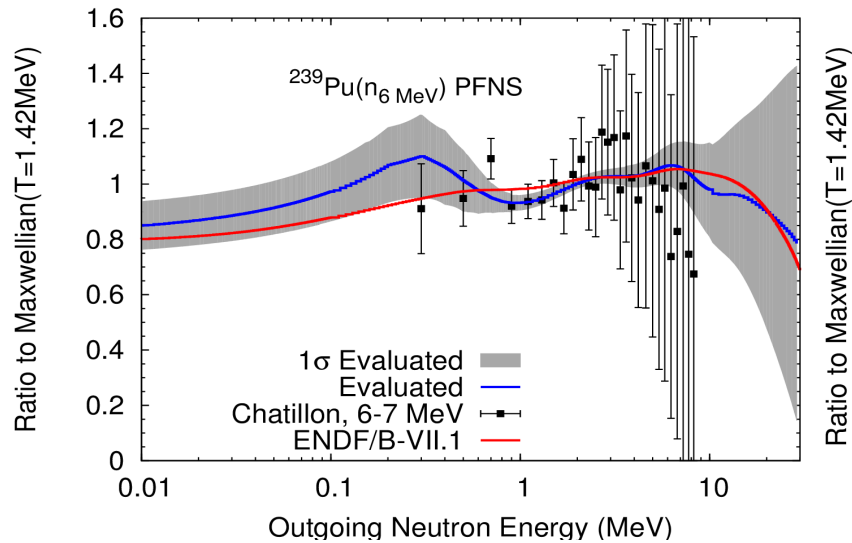 1.6
1.4
1.2
1
0.8
0.6
0.4
0.2
0
Ratio to Maxwellian(T=1.42MeV)
Ratio to Maxwellian(T=1.42MeV)
²³⁹Pu(n₆ MeV) PFNS
1σ Evaluated
Evaluated
Chatillon, 6-7 MeV
ENDF/B-VII.1
0.01 0.1 1 10
Outgoing Neutron Energy (MeV)